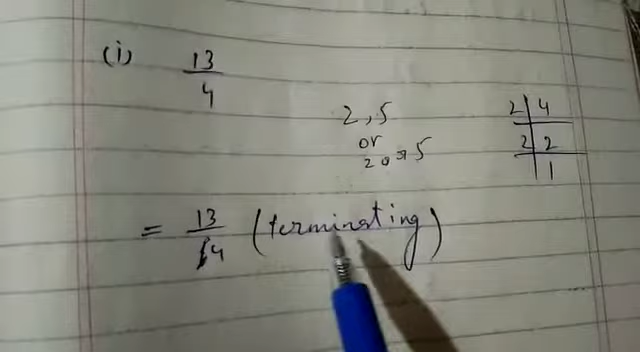 (i) 13/4
2, 5
or
2 or 5
2 | 4
2 | 2
1
= 13/4 (terminating)